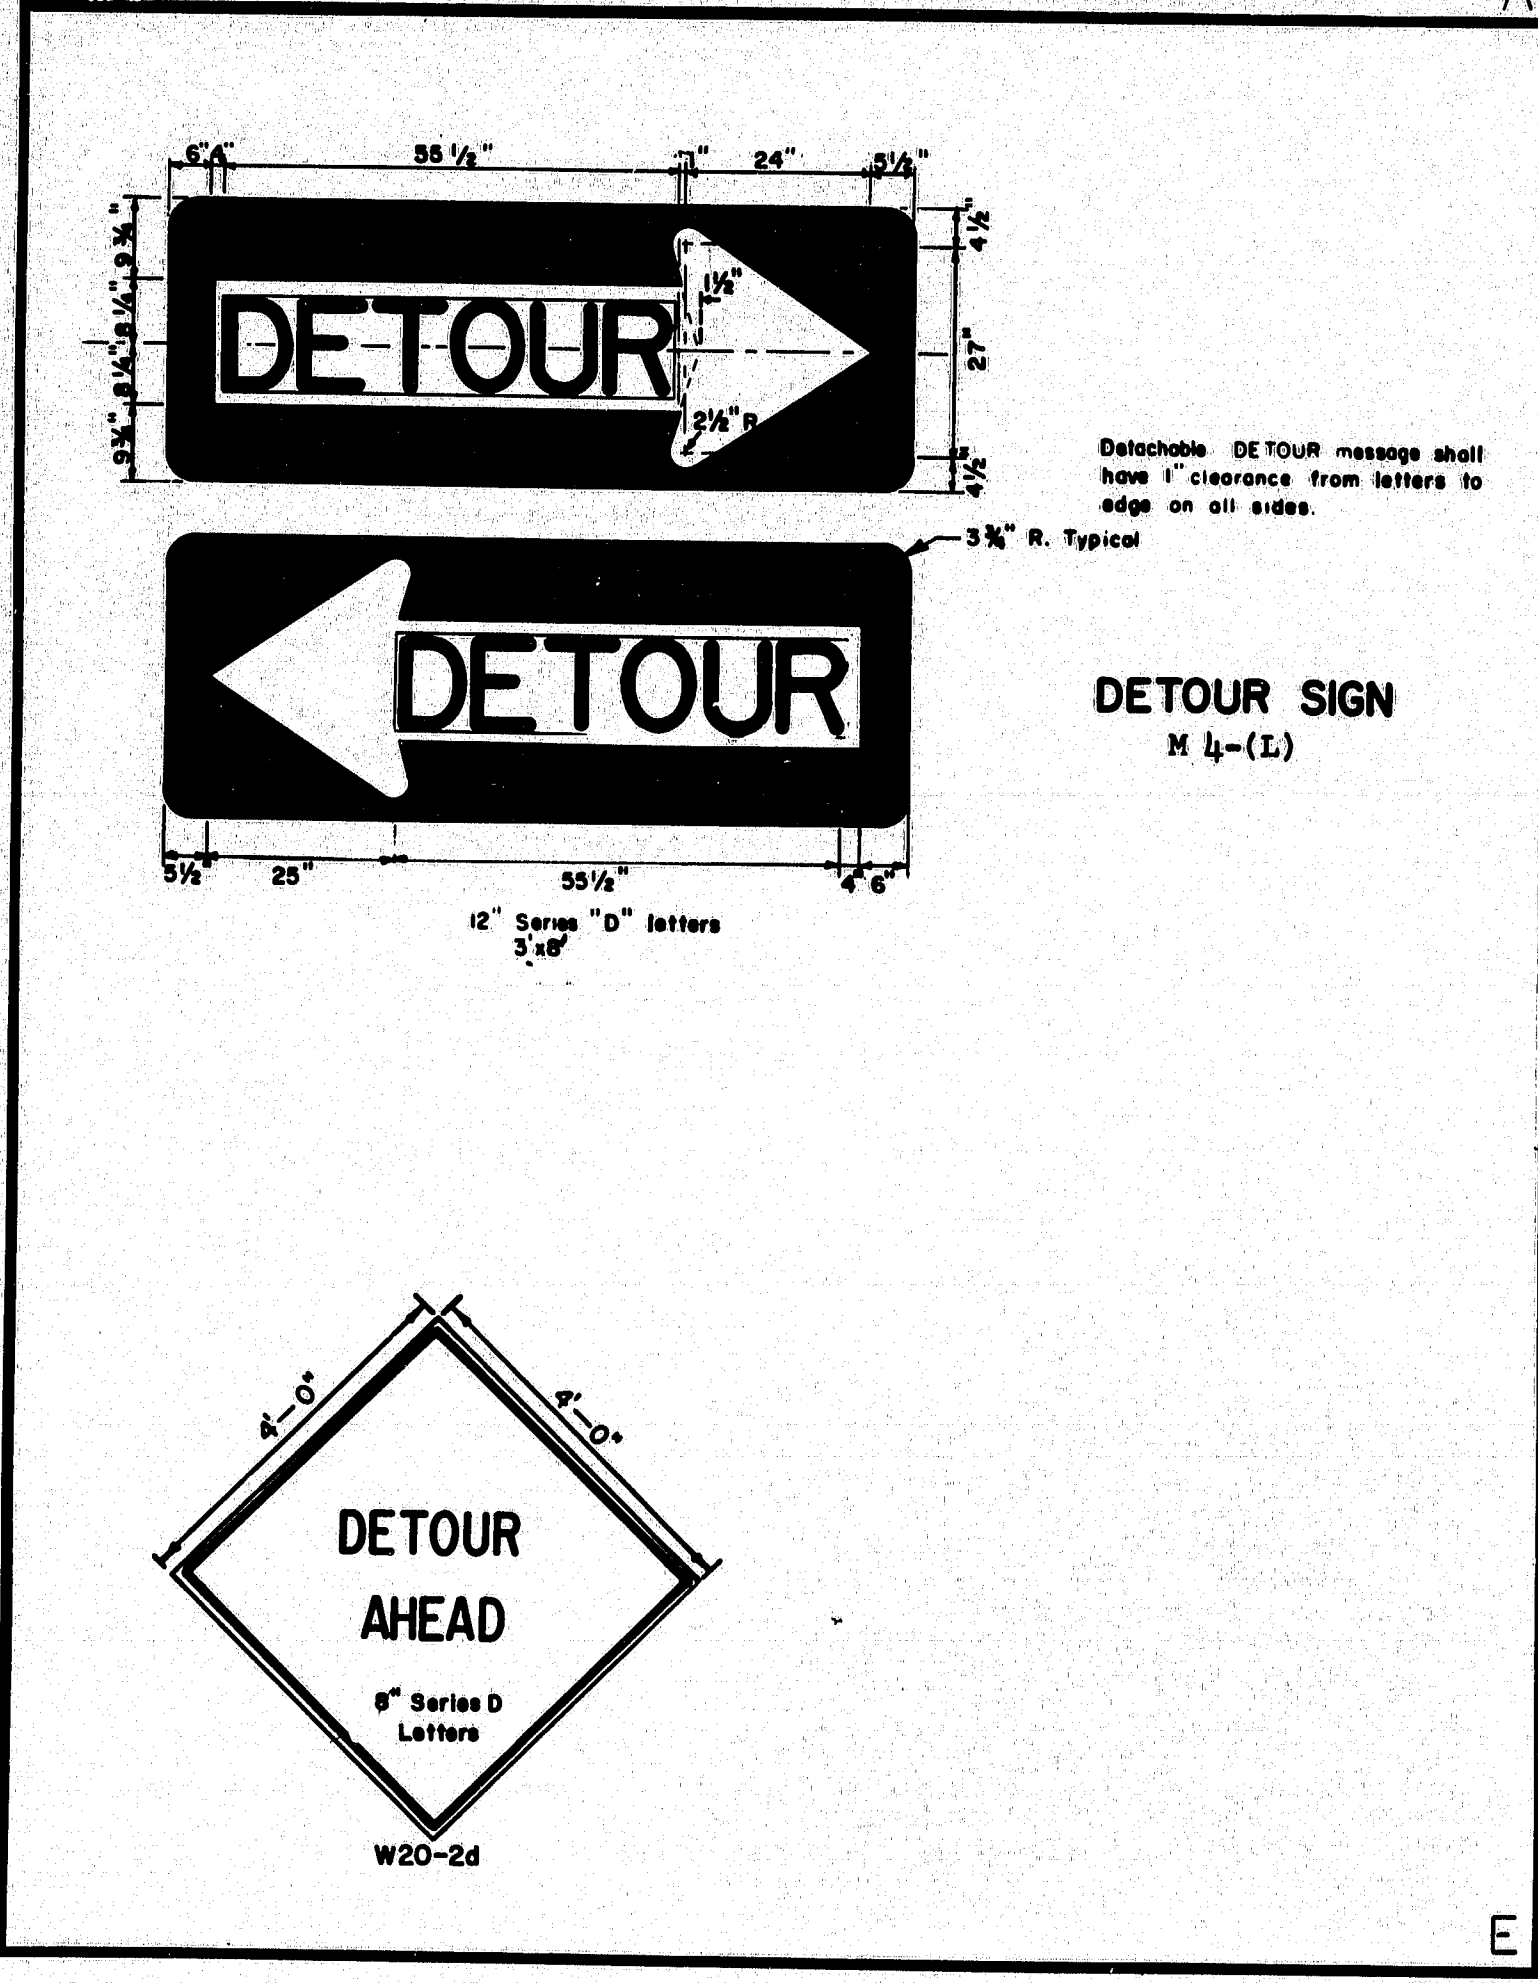 6" 4" 55 1/2" 1" 24" 5 1/2"
9 3/4" 8 1/4" 8 1/4" 9 3/4"
4 1/2" 27" 4 1/2"
DETOUR
1 1/2"
2 1/2" R.
Detachable DETOUR message shall
have 1" clearance from letters to
edge on all sides.
3 3/4" R. Typical
DETOUR
DETOUR SIGN
M 4-(L)
5 1/2" 25" 55 1/2" 4" 6"
12" Series "D" letters
3'x8'
4'-0" 4'-0"
DETOUR
AHEAD
8" Series D
Letters
W20-2d
E